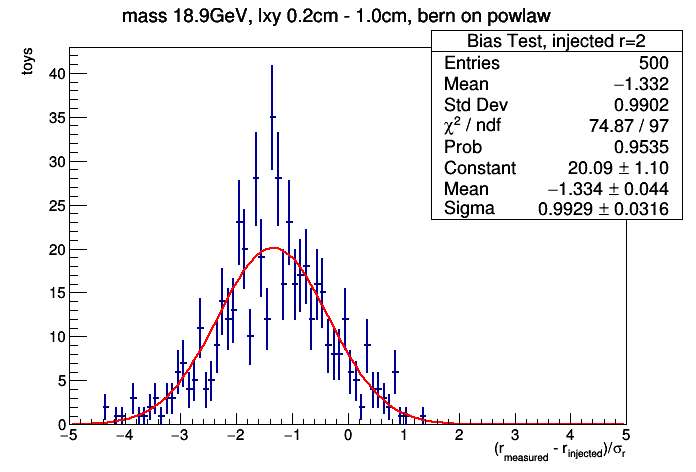 mass 18.9GeV, lxy 0.2cm - 1.0cm, bern on powlaw
toys
Bias Test, injected r=2
Entries 500
Mean −1.332
Std Dev 0.9902
χ² / ndf 74.87 / 97
Prob 0.9535
Constant 20.09 ± 1.10
Mean −1.334 ± 0.044
Sigma 0.9929 ± 0.0316
40
35
30
25
20
15
10
5
0
−5 −4 −3 −2 −1 0 1 2 3 4 5
(r_measured - r_injected)/σ_r